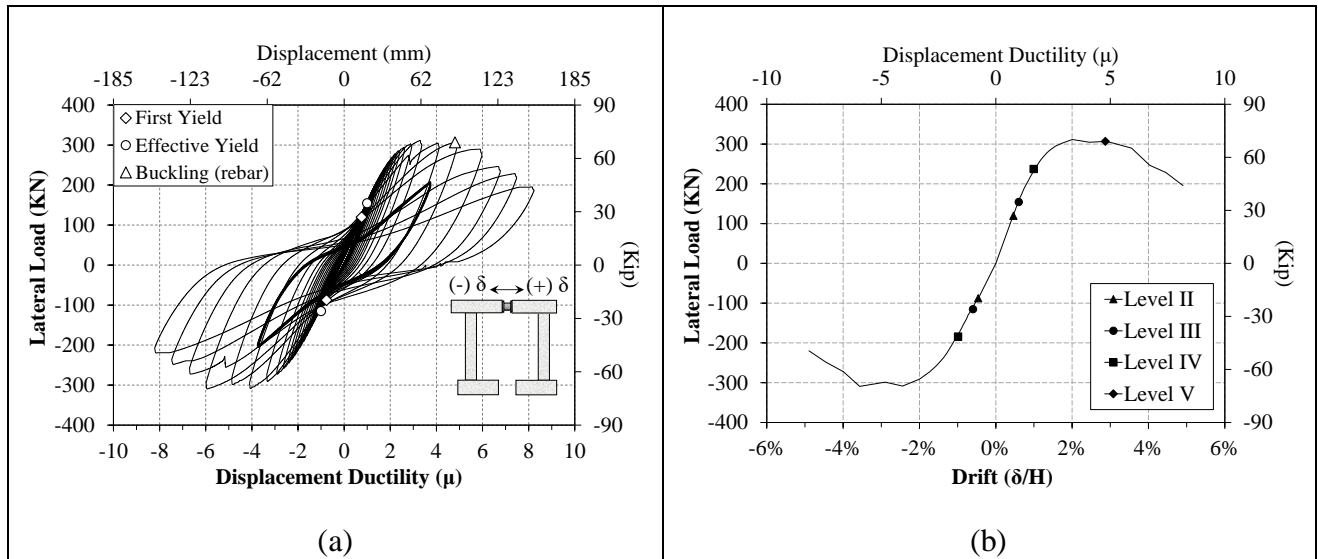 Displacement (mm)
-185 -123 -62 0 62 123 185
400 90
300 60
200
100 30
0 0
-100 -30
-200
-300 -60
-400 -90
Lateral Load (KN)
(Kip)
First Yield
Effective Yield
Buckling (rebar)
(-) δ (+) δ
-10 -8 -6 -4 -2 0 2 4 6 8 10
Displacement Ductility (μ)
(a)
Displacement Ductility (μ)
-10 -5 0 5 10
400 90
300 60
200
100 30
0 0
-100 -30
-200
-300 -60
-400 -90
Lateral Load (KN)
(Kip)
Level II
Level III
Level IV
Level V
-6% -4% -2% 0% 2% 4% 6%
Drift (δ/H)
(b)